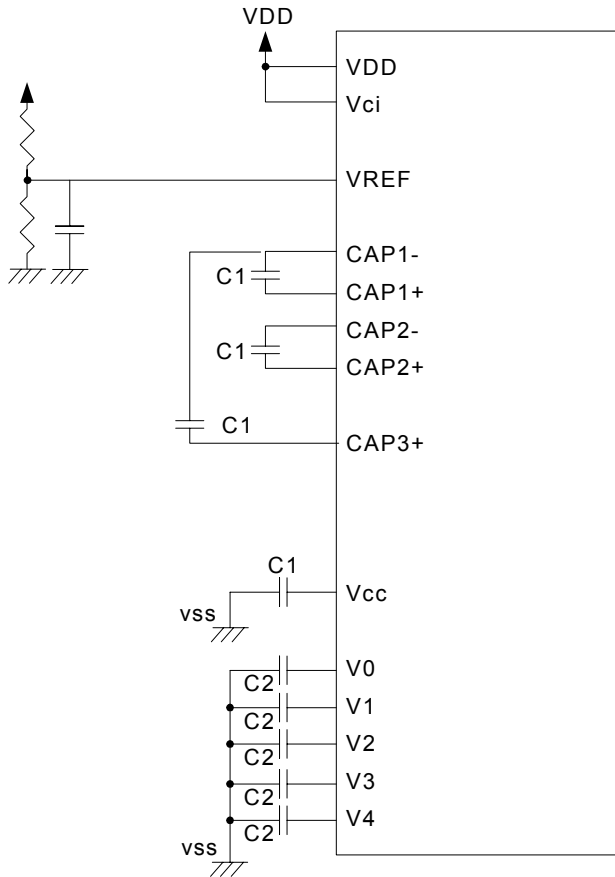 VDD
VDD
Vci
VREF
CAP1-
C1
CAP1+
CAP2-
C1
CAP2+
C1
CAP3+
C1
Vcc
vss
V0
C2
V1
C2
V2
C2
V3
C2
V4
C2
vss